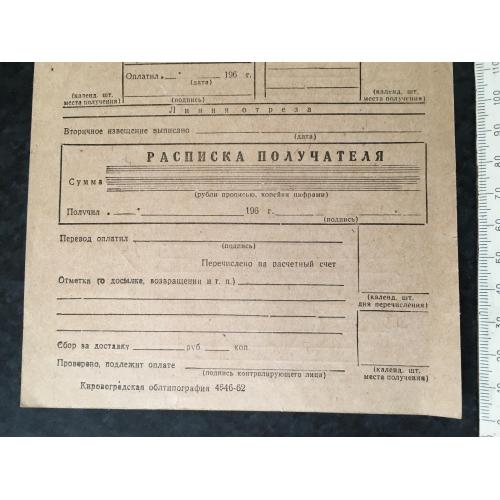 Оплатил „ “ 196 г.
(дата)
(календ. шт. места получения)
(подпись)
(календ. шт. места получения)
Линия отреза
Вторичное извещение выписано
(дата)
РАСПИСКА ПОЛУЧАТЕЛЯ
Сумма
(рубли прописью, копейки цифрами)
Получил „ “ 196 г.
(подпись)
Перевод оплатил
(подпись)
Перечислено на расчетный счет
Отметка (о досылке, возвращении и т. п.)
(календ. шт. дня перечисления)
Сбор за доставку руб. коп.
Проверено, подлежит оплате
(подпись контролирующего лица)
(календ. шт. места получения)
Кировоградская облтипография 4646-62